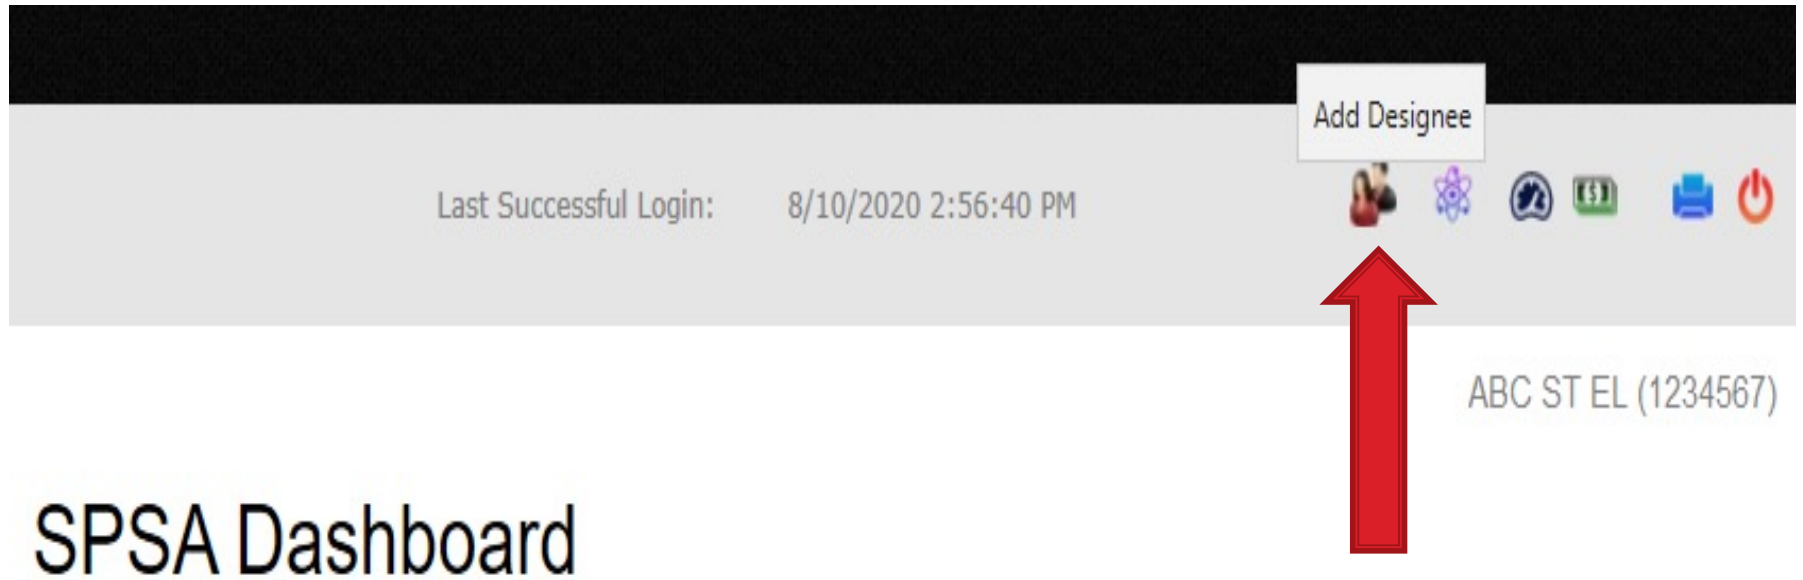 Add Designee
Last Successful Login: 8/10/2020 2:56:40 PM
ABC ST EL (1234567)
SPSA Dashboard